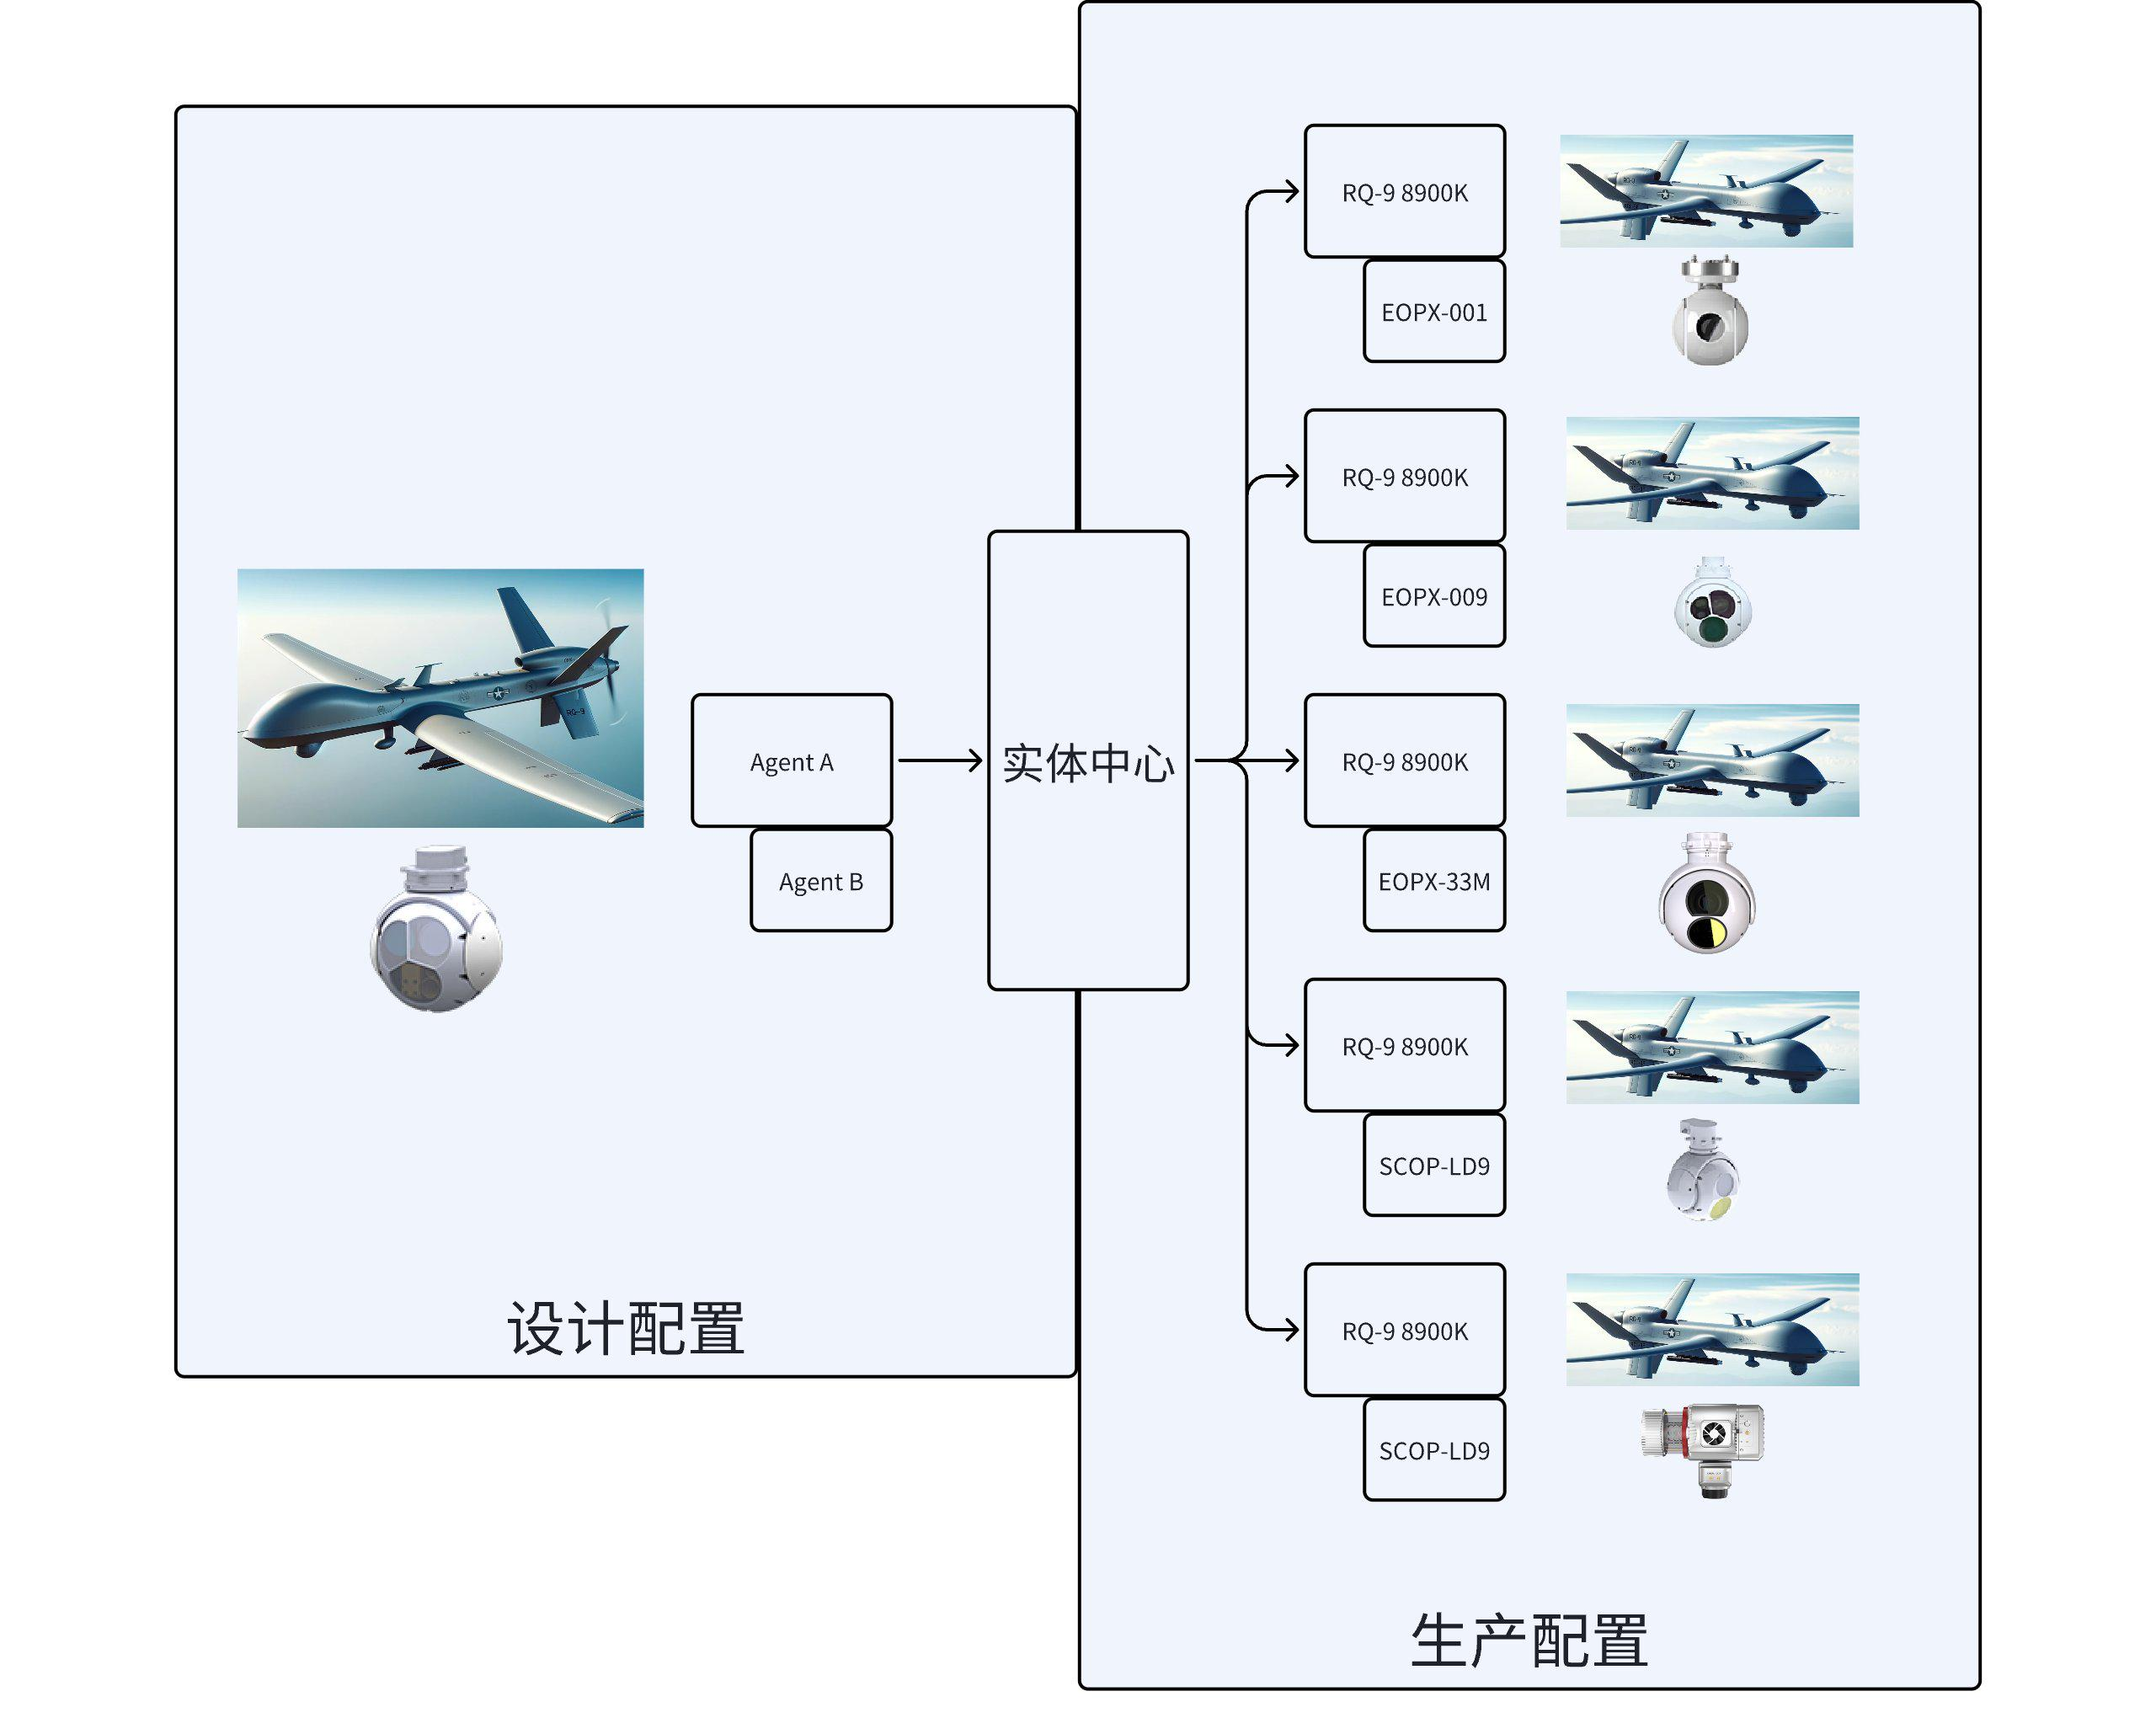 RQ-9 8900K
EOPX-001
RQ-9 8900K
EOPX-009
Agent A
Agent B
实体中心
RQ-9 8900K
EOPX-33M
RQ-9 8900K
SCOP-LD9
RQ-9 8900K
SCOP-LD9
设计配置
生产配置
RQ-9